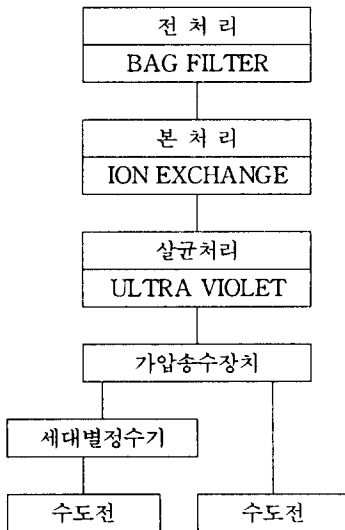 전 처 리
BAG FILTER
본 처 리
ION EXCHANGE
살균처리
ULTRA VIOLET
가압송수장치
세대별정수기
수도전
수도전